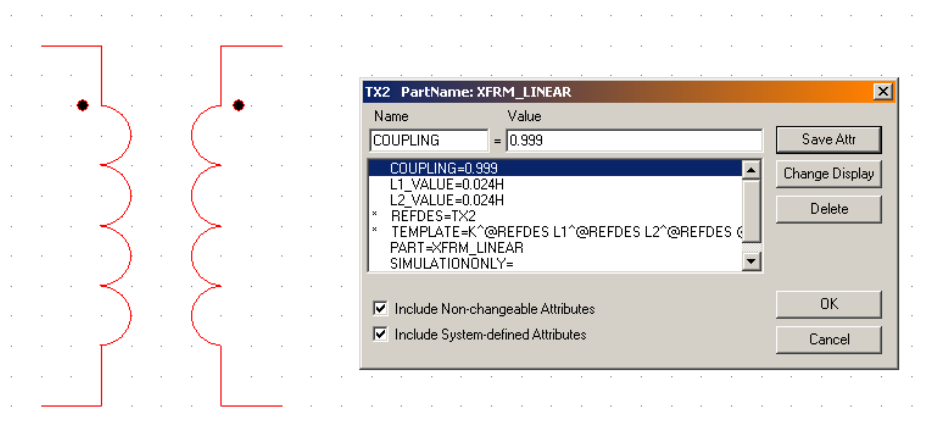 TX2 PartName: XFRM_LINEAR
Name Value
COUPLING = 0.999 Save Attr
COUPLING=0.999 Change Display
L1_VALUE=0.024H
L2_VALUE=0.024H Delete
* REFDES=TX2
* TEMPLATE=K^@REFDES L1^@REFDES L2^@REFDES
PART=XFRM_LINEAR
SIMULATIONONLY=
Include Non-changeable Attributes OK
Include System-defined Attributes Cancel